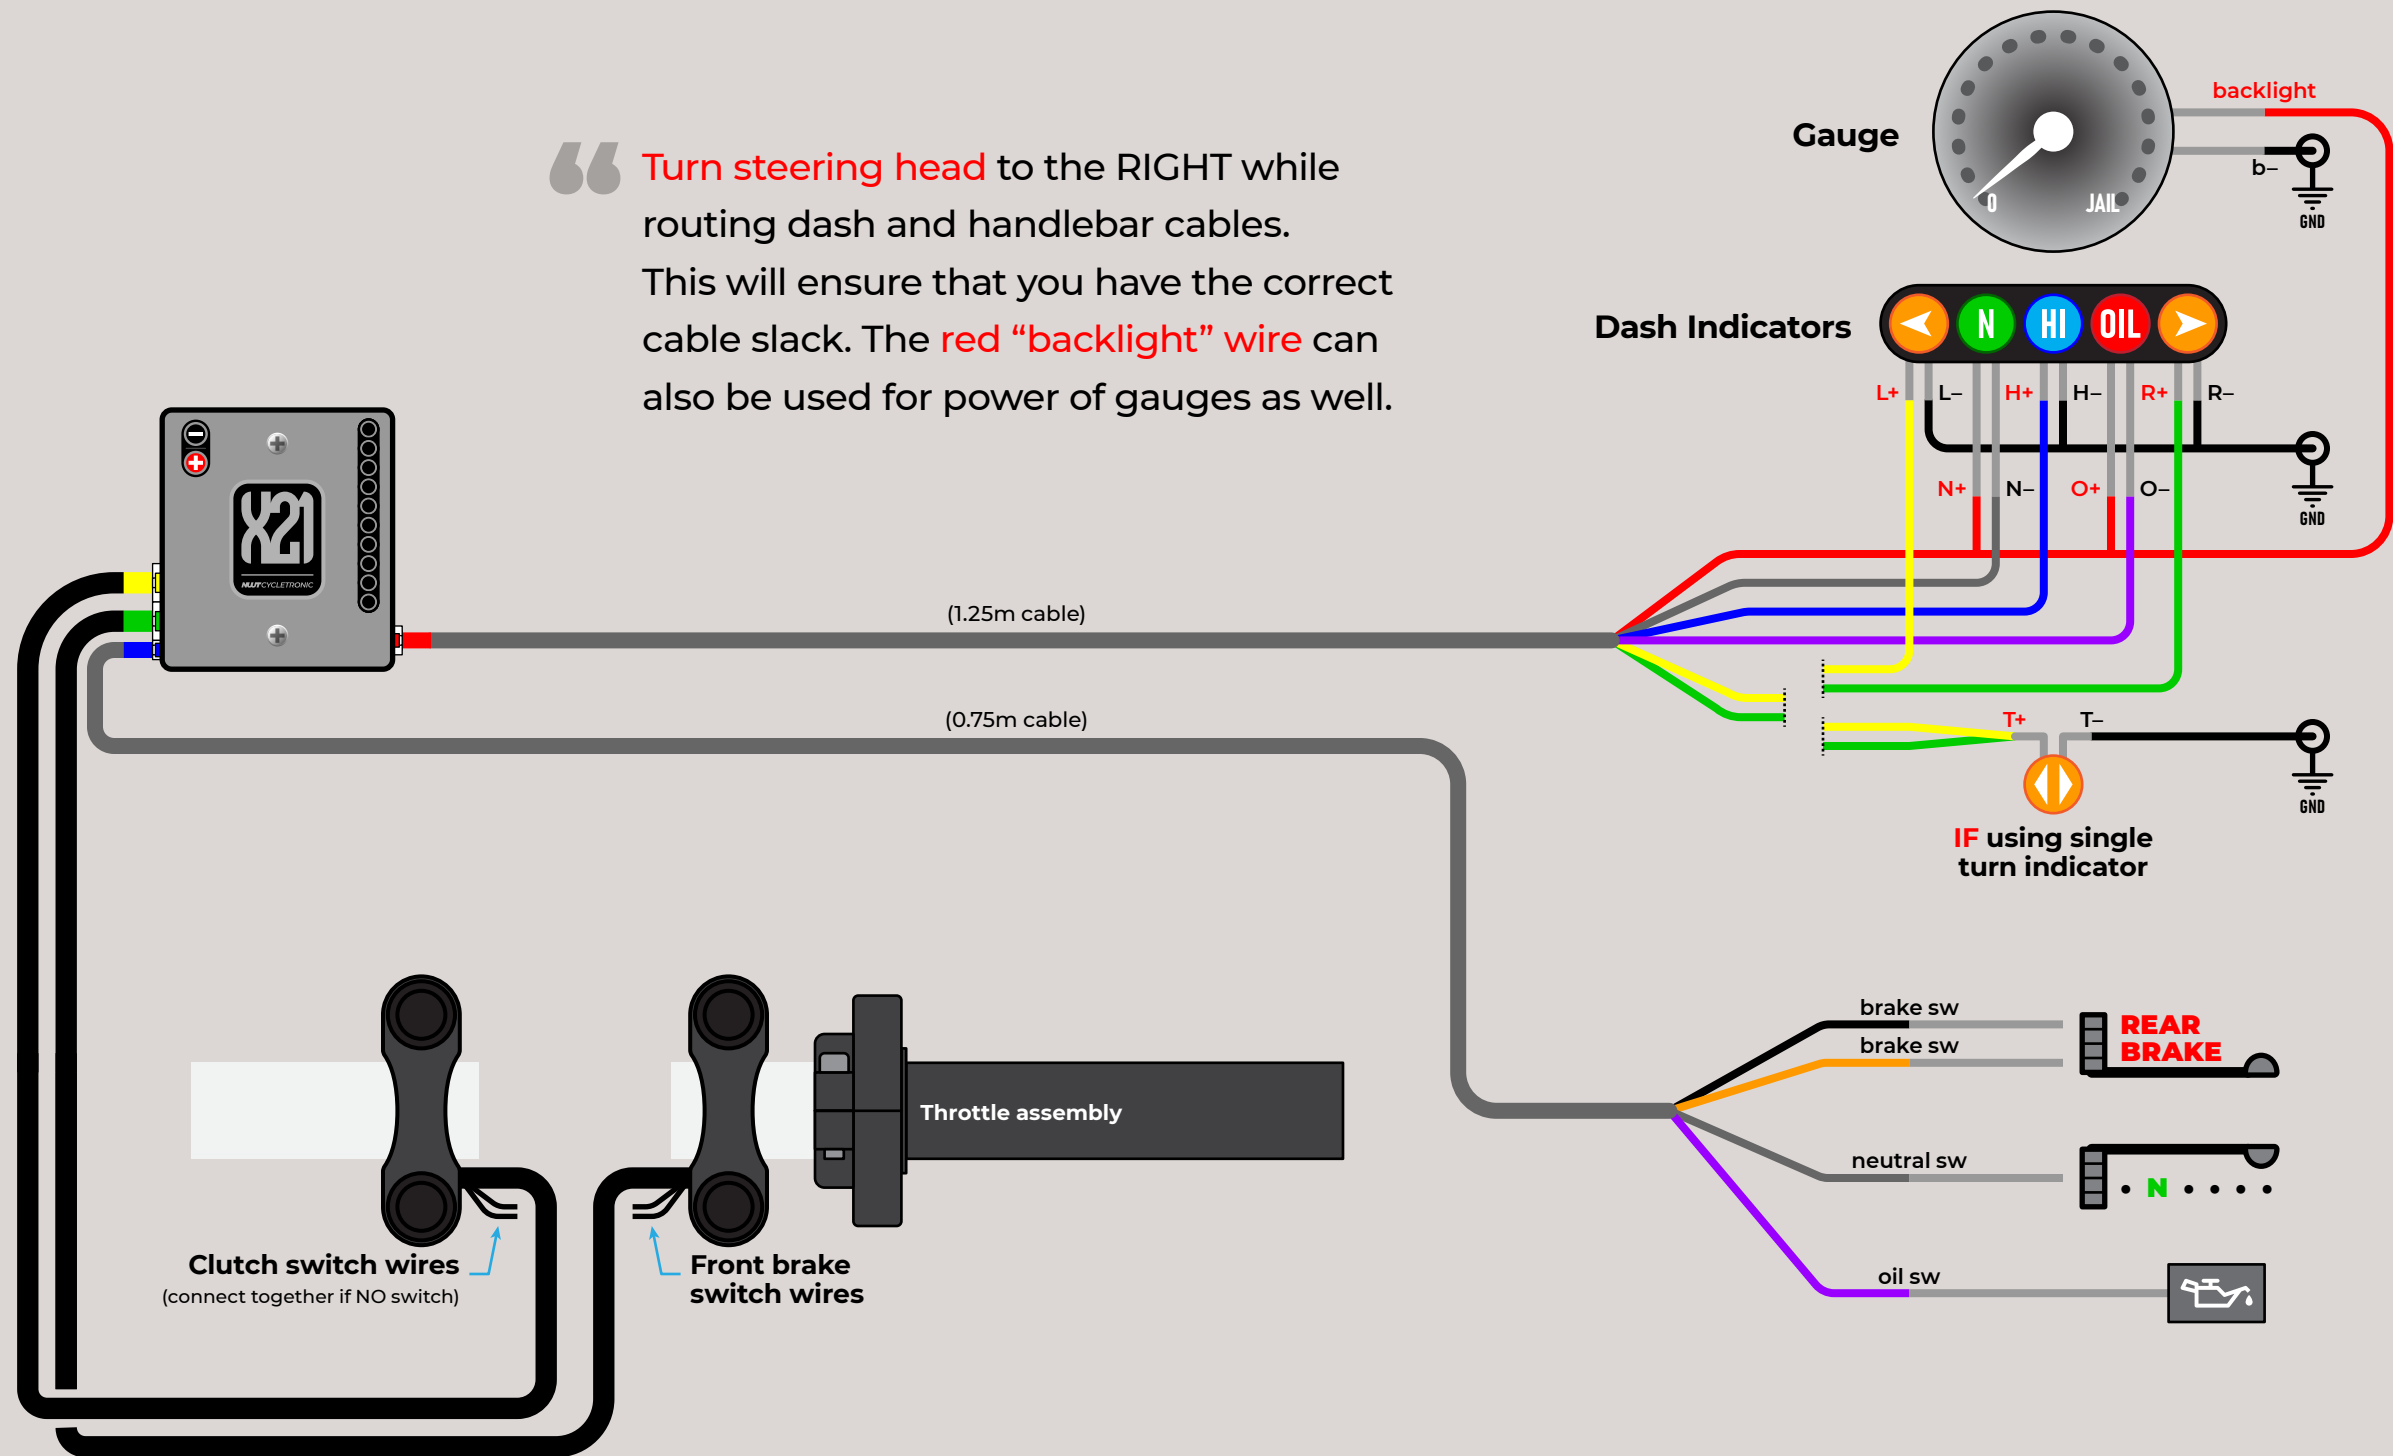 “ Turn steering head to the RIGHT while
routing dash and handlebar cables.
This will ensure that you have the correct
cable slack. The red “backlight” wire can
also be used for power of gauges as well.
Gauge
0
JAIL
backlight
b–
GND
Dash Indicators
N
HI
OIL
L+
L–
H+
H–
R+
R–
N+
N–
O+
O–
GND
X21
NWT CYCLETRONIC
(1.25m cable)
(0.75m cable)
T+
T–
GND
IF using single
turn indicator
Throttle assembly
Clutch switch wires
(connect together if NO switch)
Front brake
switch wires
brake sw
brake sw
REAR
BRAKE
neutral sw
N
oil sw